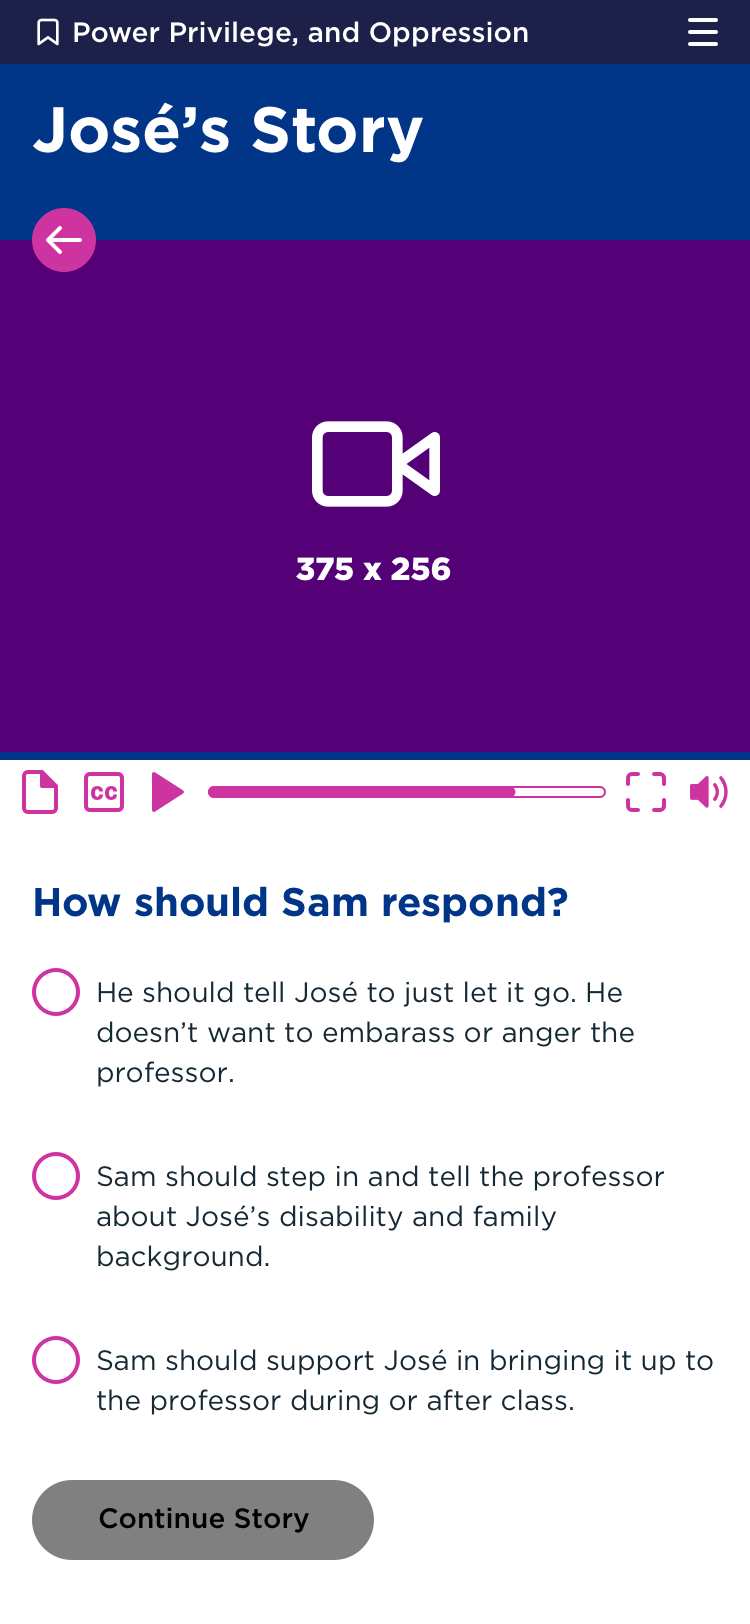 Power Privilege, and Oppression
José’s Story
375 x 256
CC
How should Sam respond?
He should tell José to just let it go. He
doesn’t want to embarass or anger the
professor.
Sam should step in and tell the professor
about José’s disability and family
background.
Sam should support José in bringing it up to
the professor during or after class.
Continue Story